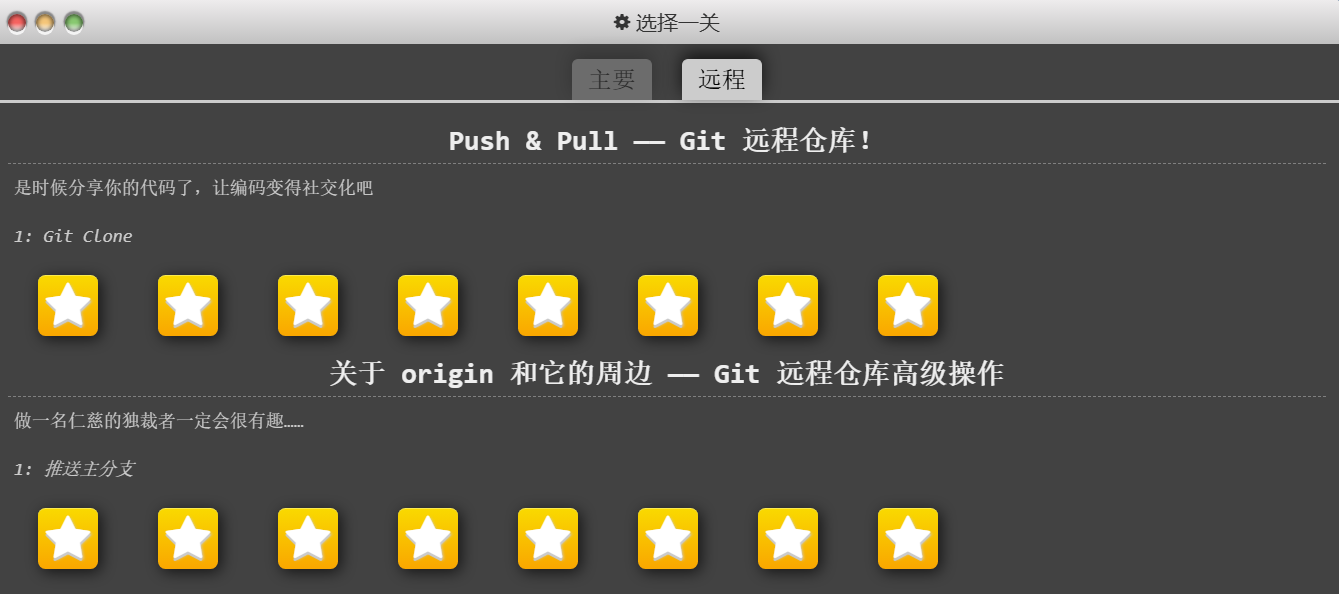 选择一关
主要 远程
Push & Pull —— Git 远程仓库！
是时候分享你的代码了，让编码变得社交化吧
1: Git Clone
关于 origin 和它的周边 —— Git 远程仓库高级操作
做一名仁慈的独裁者一定会很有趣……
1: 推送主分支